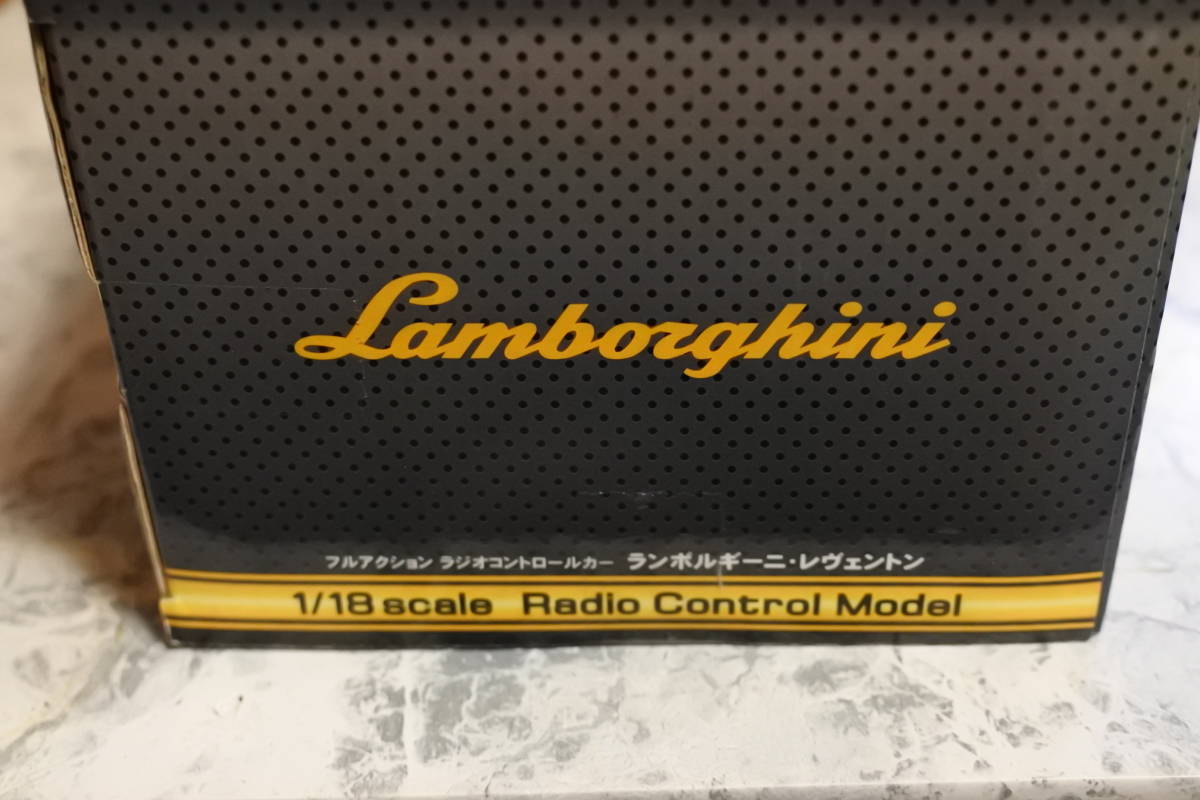 Lamborghini
フルアクション ラジオコントロールカー ランボルギーニ・レヴェントン
1/18 scale Radio Control Model